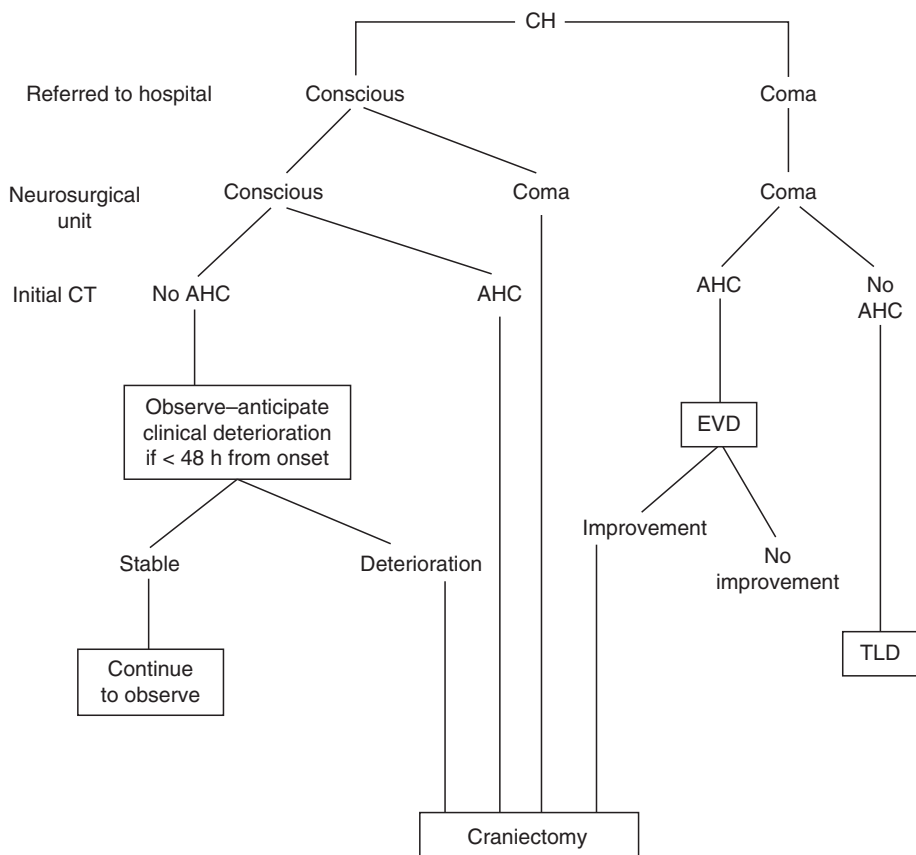 CH
Referred to hospital
Conscious
Coma
Neurosurgical
unit
Conscious
Coma
Coma
Initial CT
No AHC
AHC
AHC
No
AHC
Observe–anticipate
clinical deterioration
if < 48 h from onset
EVD
Improvement
No
improvement
Stable
Deterioration
TLD
Continue
to observe
Craniectomy